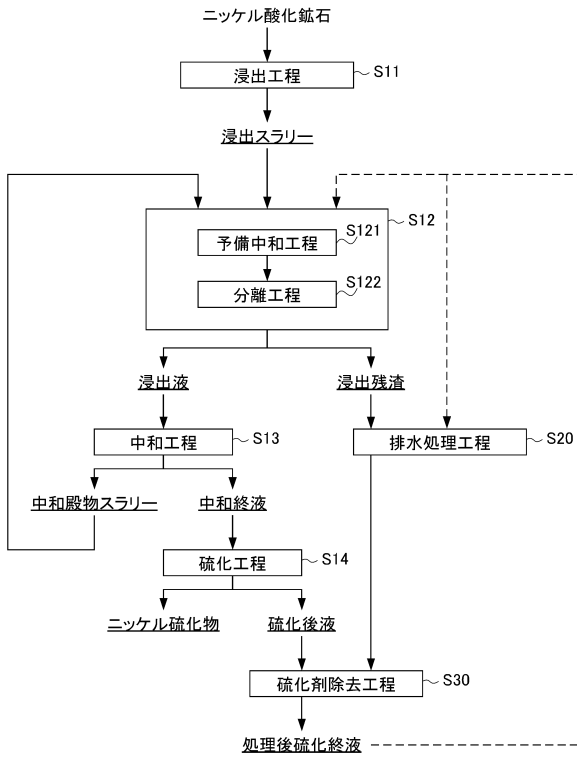 ニッケル酸化鉱石
浸出工程 S11
浸出スラリー
S12
予備中和工程 S121
分離工程 S122
浸出液 浸出残渣
中和工程 S13 排水処理工程 S20
中和殿物スラリー 中和終液
硫化工程 S14
ニッケル硫化物 硫化後液
硫化剤除去工程 S30
処理後硫化終液